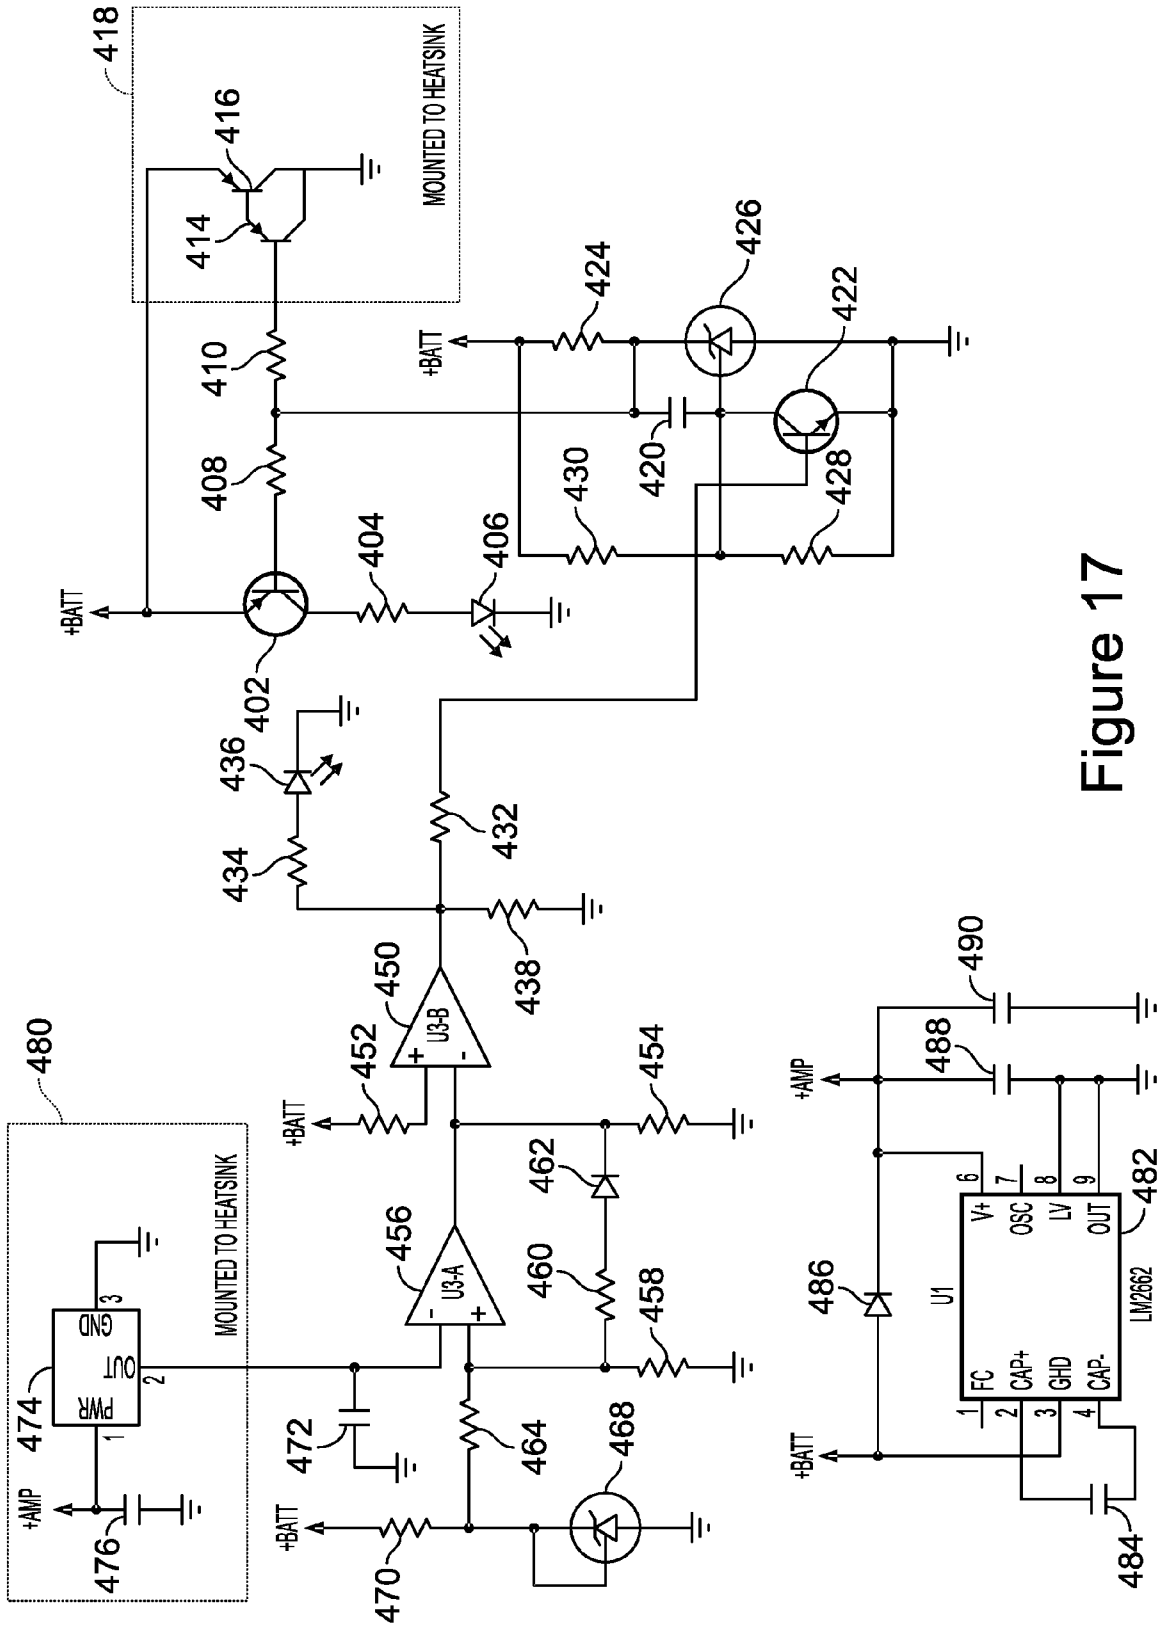 418
416
414
MOUNTED TO HEATSINK
+BATT
410
408
402
404
406
+BATT
424
426
422
420
430
428
436
434
432
438
480
474
PWR
OUT
GND
1
2
3
+AMP
476
MOUNTED TO HEATSINK
450
U3-B
+
-
+BATT
452
454
456
U3-A
-
+
462
460
458
472
464
468
+BATT
470
+AMP
490
488
486
+BATT
U1
FC
CAP+
GHD
CAP-
V+
OSC
LV
OUT
1
2
3
4
6
7
8
9
LM2662
482
484
Figure 17